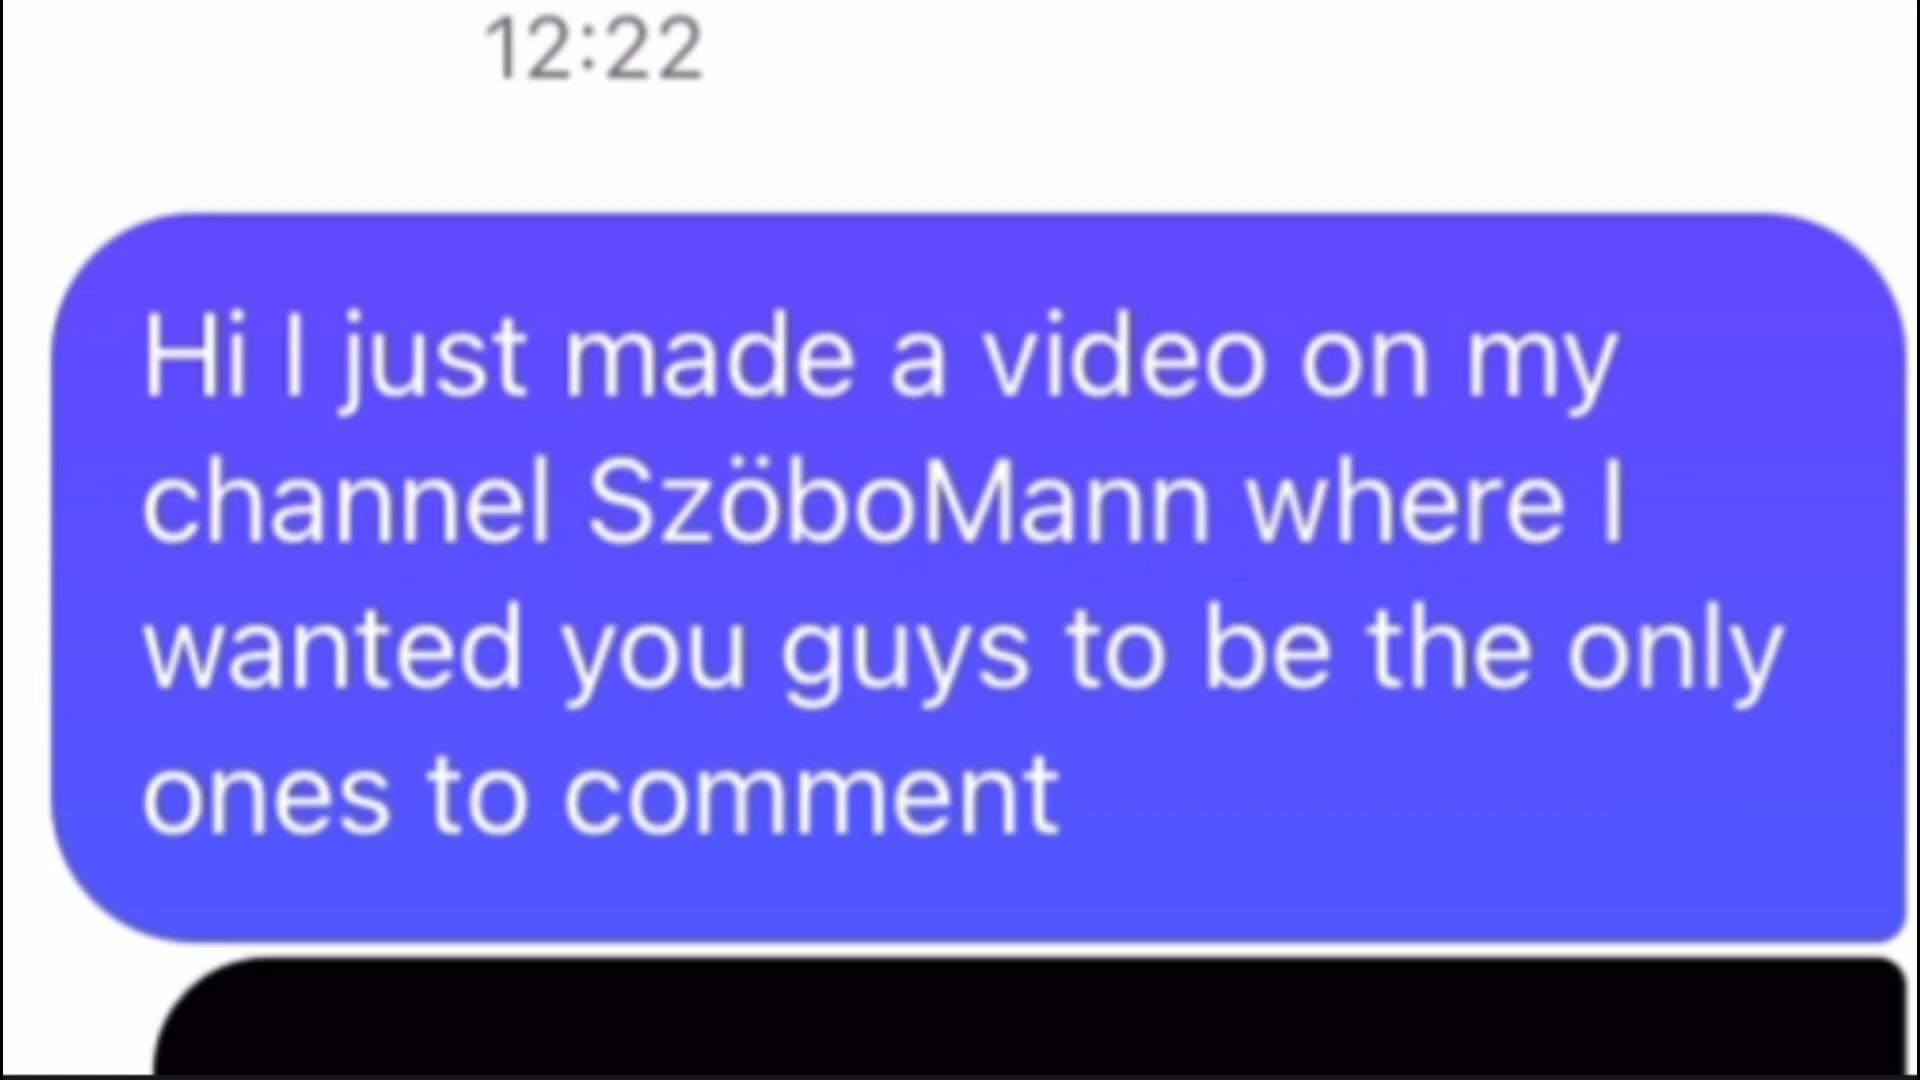 12:22
Hi I just made a video on my
channel SzöboMann where I
wanted you guys to be the only
ones to comment